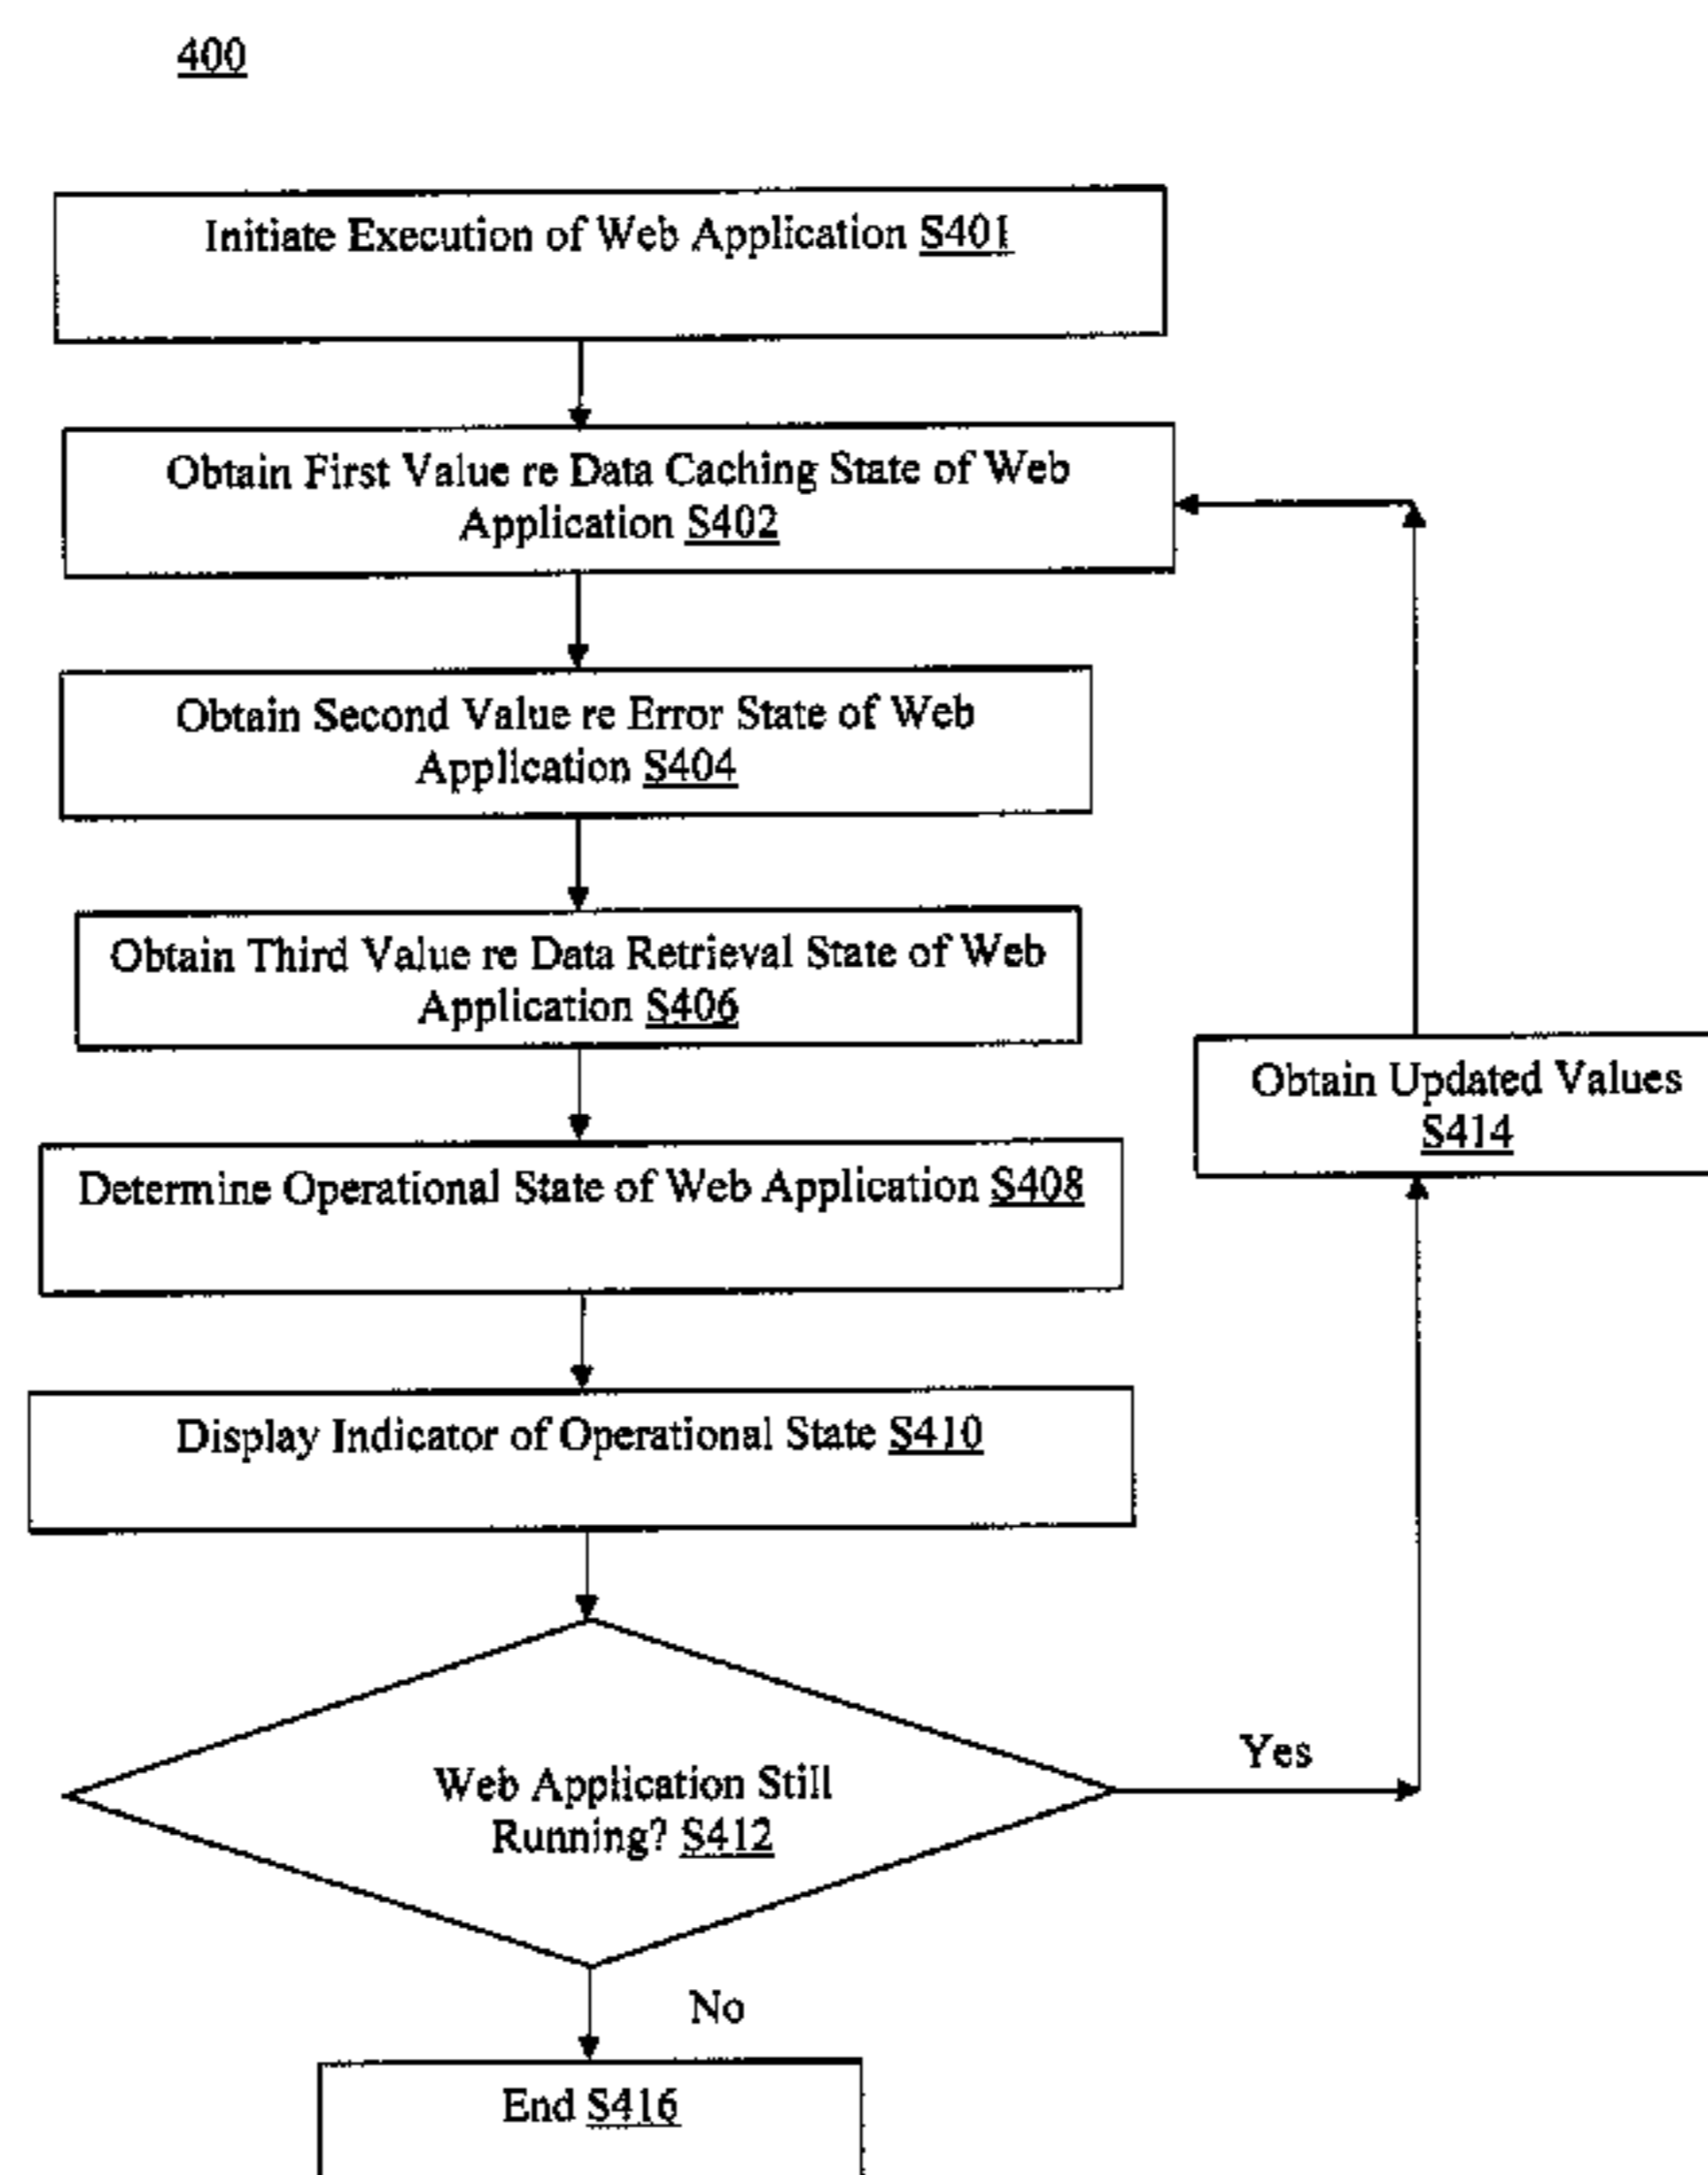 400
Initiate Execution of Web Application S401
Obtain First Value re Data Caching State of Web
Application S402
Obtain Second Value re Error State of Web
Application S404
Obtain Third Value re Data Retrieval State of Web
Application S406
Obtain Updated Values
S414
Determine Operational State of Web Application S408
Display Indicator of Operational State S410
Yes
Web Application Still
Running? S412
No
End S416